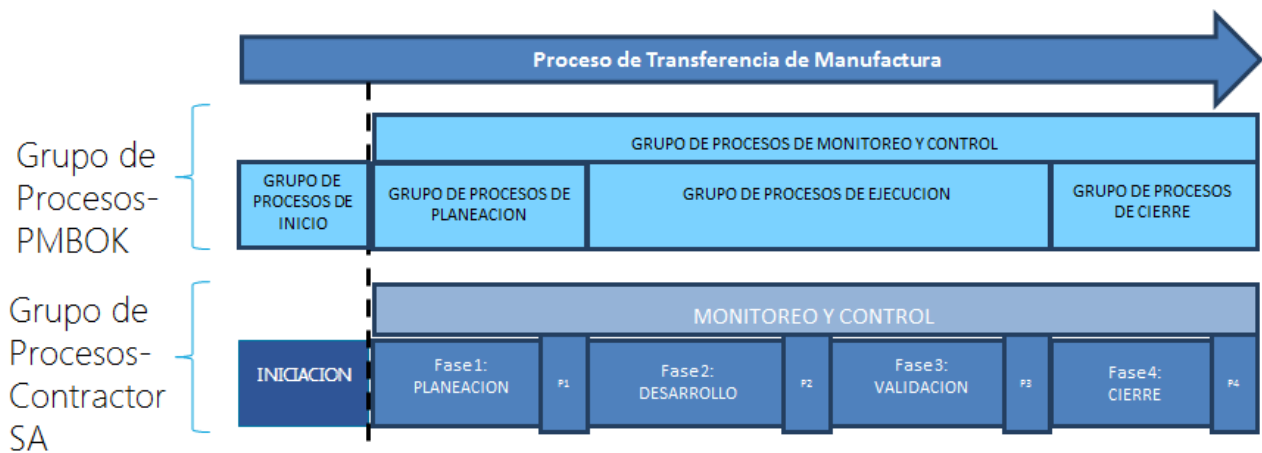 Proceso de Transferencia de Manufactura
Grupo de
Procesos-
PMBOK
GRUPO DE PROCESOS DE MONITOREO Y CONTROL
GRUPO DE
PROCESOS DE
INICIO
GRUPO DE PROCESOS DE
PLANEACION
GRUPO DE PROCESOS DE EJECUCION
GRUPO DE PROCESOS
DE CIERRE
Grupo de
Procesos-
Contractor
SA
MONITOREO Y CONTROL
INICIACION
Fase1:
PLANEACION
P1
Fase2:
DESARROLLO
P2
Fase3:
VALIDACION
P3
Fase4:
CIERRE
P4